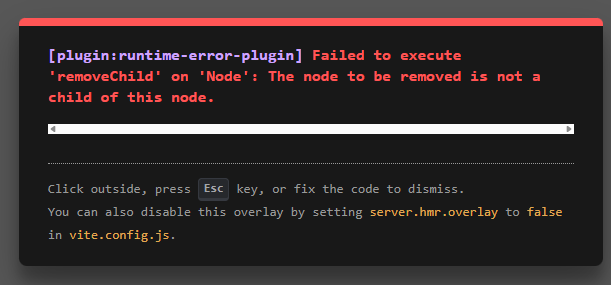 [plugin:runtime-error-plugin] Failed to execute
'removeChild' on 'Node': The node to be removed is not a
child of this node.
Click outside, press Esc key, or fix the code to dismiss.
You can also disable this overlay by setting server.hmr.overlay to false
in vite.config.js.